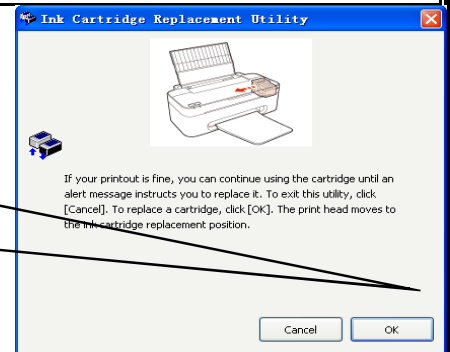 Ink Cartridge Replacement Utility
If your printout is fine, you can continue using the cartridge until an
alert message instructs you to replace it. To exit this utility, click
[Cancel]. To replace a cartridge, click [OK]. The print head moves to
the ink cartridge replacement position.
Cancel
OK